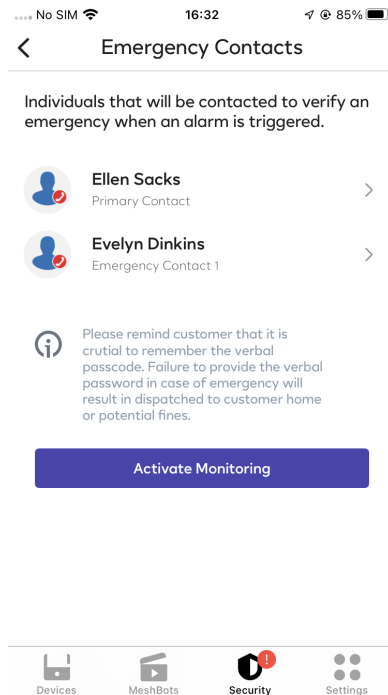 No SIM 16:32 85%
Emergency Contacts
Individuals that will be contacted to verify an
emergency when an alarm is triggered.
Ellen Sacks
Primary Contact
Evelyn Dinkins
Emergency Contact 1
Please remind customer that it is
crutial to remember the verbal
passcode. Failure to provide the verbal
password in case of emergency will
result in dispatched to customer home
or potential fines.
Activate Monitoring
Devices MeshBots Security Settings